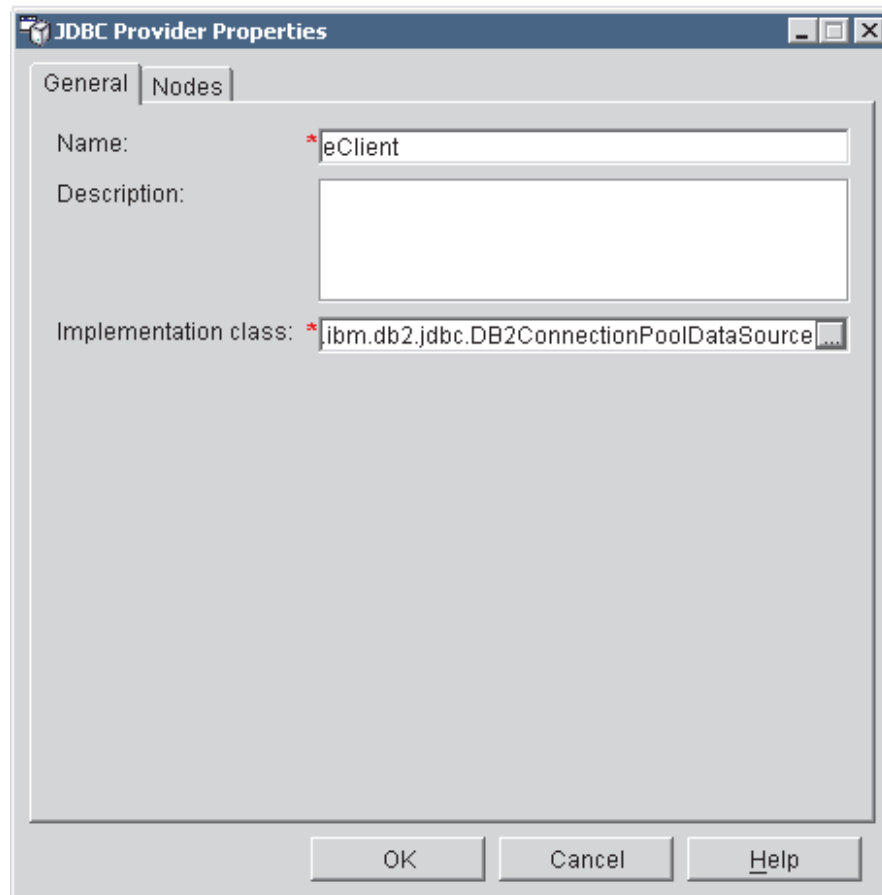 JDBC Provider Properties
General Nodes
Name: *eClient
Description:
Implementation class: *.ibm.db2.jdbc.DB2ConnectionPoolDataSource ...
OK Cancel Help